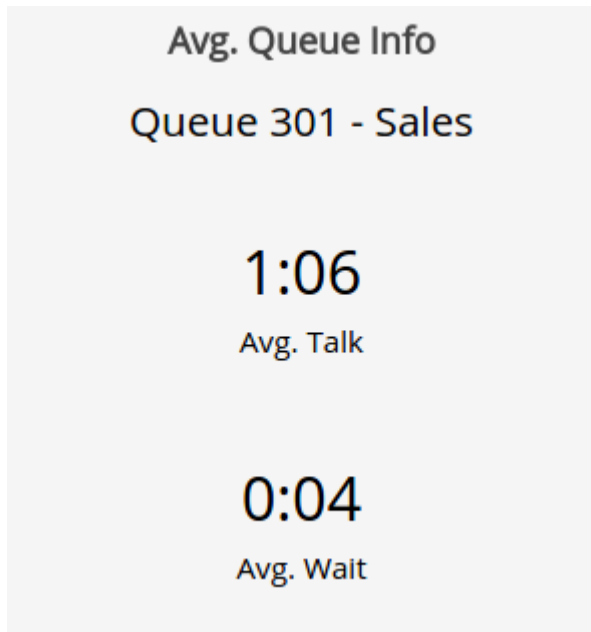 Avg. Queue Info
Queue 301 - Sales
1:06
Avg. Talk
0:04
Avg. Wait